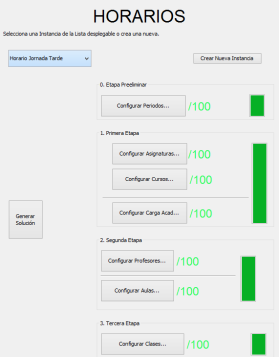 HORARIOS
Selecciona una Instancia de la Lista desplegable o crea una nueva.
Horario Jornada Tarde
Crear Nueva Instancia
0. Etapa Preeliminar
Configurar Periodos... /100
1. Primera Etapa
Configurar Asignaturas... /100
Configurar Cursos... /100
Configurar Carga Acad... /100
Generar
Solución
2. Segunda Etapa
Configurar Profesores... /100
Configurar Aulas... /100
3. Tercera Etapa
Configurar Clases... /100